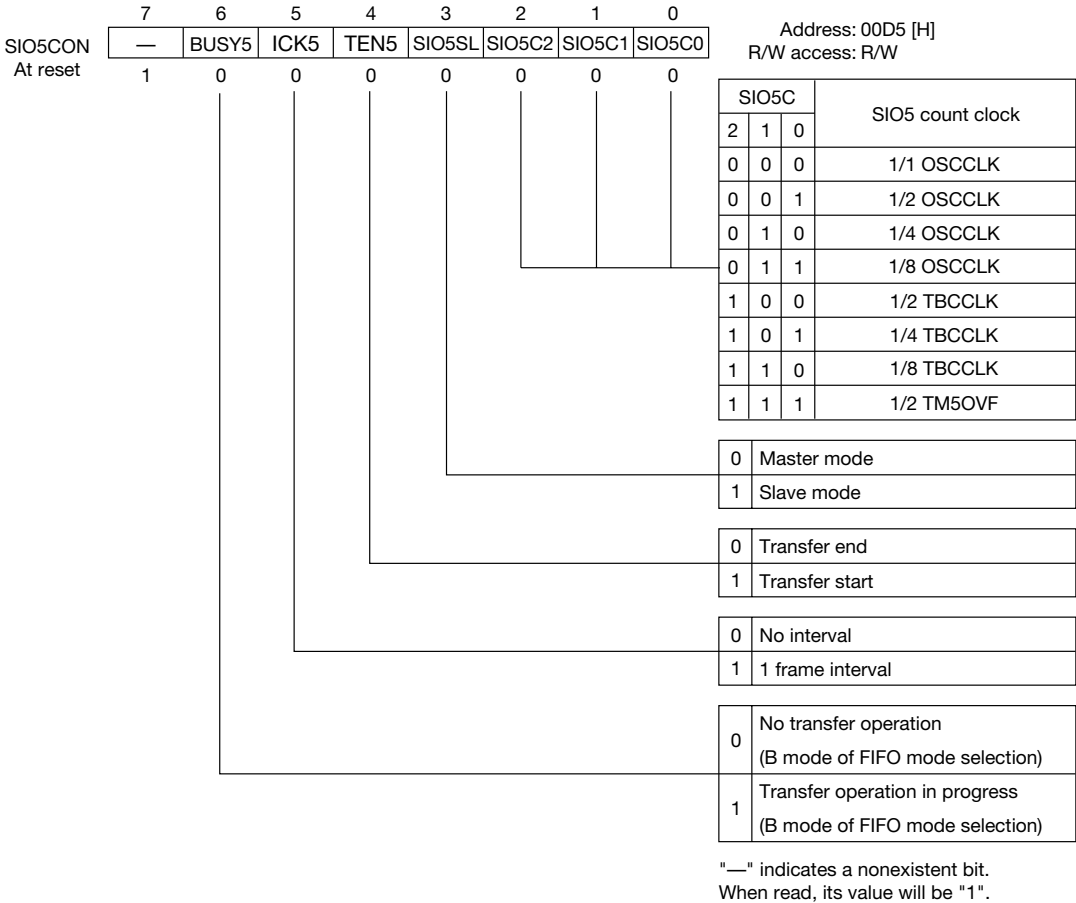 7 6 5 4 3 2 1 0
SIO5CON — BUSY5 ICK5 TEN5 SIO5SL SIO5C2 SIO5C1 SIO5C0
At reset 1 0 0 0 0 0 0 0
Address: 00D5 [H]
R/W access: R/W
SIO5C SIO5 count clock
2 1 0
0 0 0 1/1 OSCCLK
0 0 1 1/2 OSCCLK
0 1 0 1/4 OSCCLK
0 1 1 1/8 OSCCLK
1 0 0 1/2 TBCCLK
1 0 1 1/4 TBCCLK
1 1 0 1/8 TBCCLK
1 1 1 1/2 TM5OVF
0 Master mode
1 Slave mode
0 Transfer end
1 Transfer start
0 No interval
1 1 frame interval
0 No transfer operation
(B mode of FIFO mode selection)
1 Transfer operation in progress
(B mode of FIFO mode selection)
"—" indicates a nonexistent bit.
When read, its value will be "1".